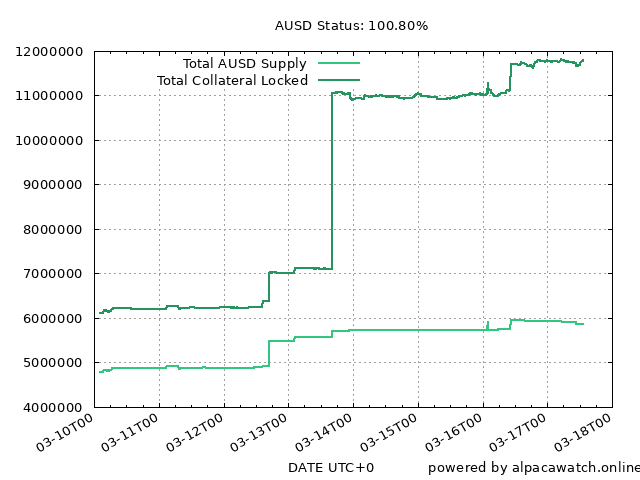 AUSD Status: 100.80%
Total AUSD Supply
Total Collateral Locked
12000000
11000000
10000000
9000000
8000000
7000000
6000000
5000000
4000000
03-10T00
03-11T00
03-12T00
03-13T00
03-14T00
03-15T00
03-16T00
03-17T00
03-18T00
DATE UTC+0
powered by alpacawatch.online